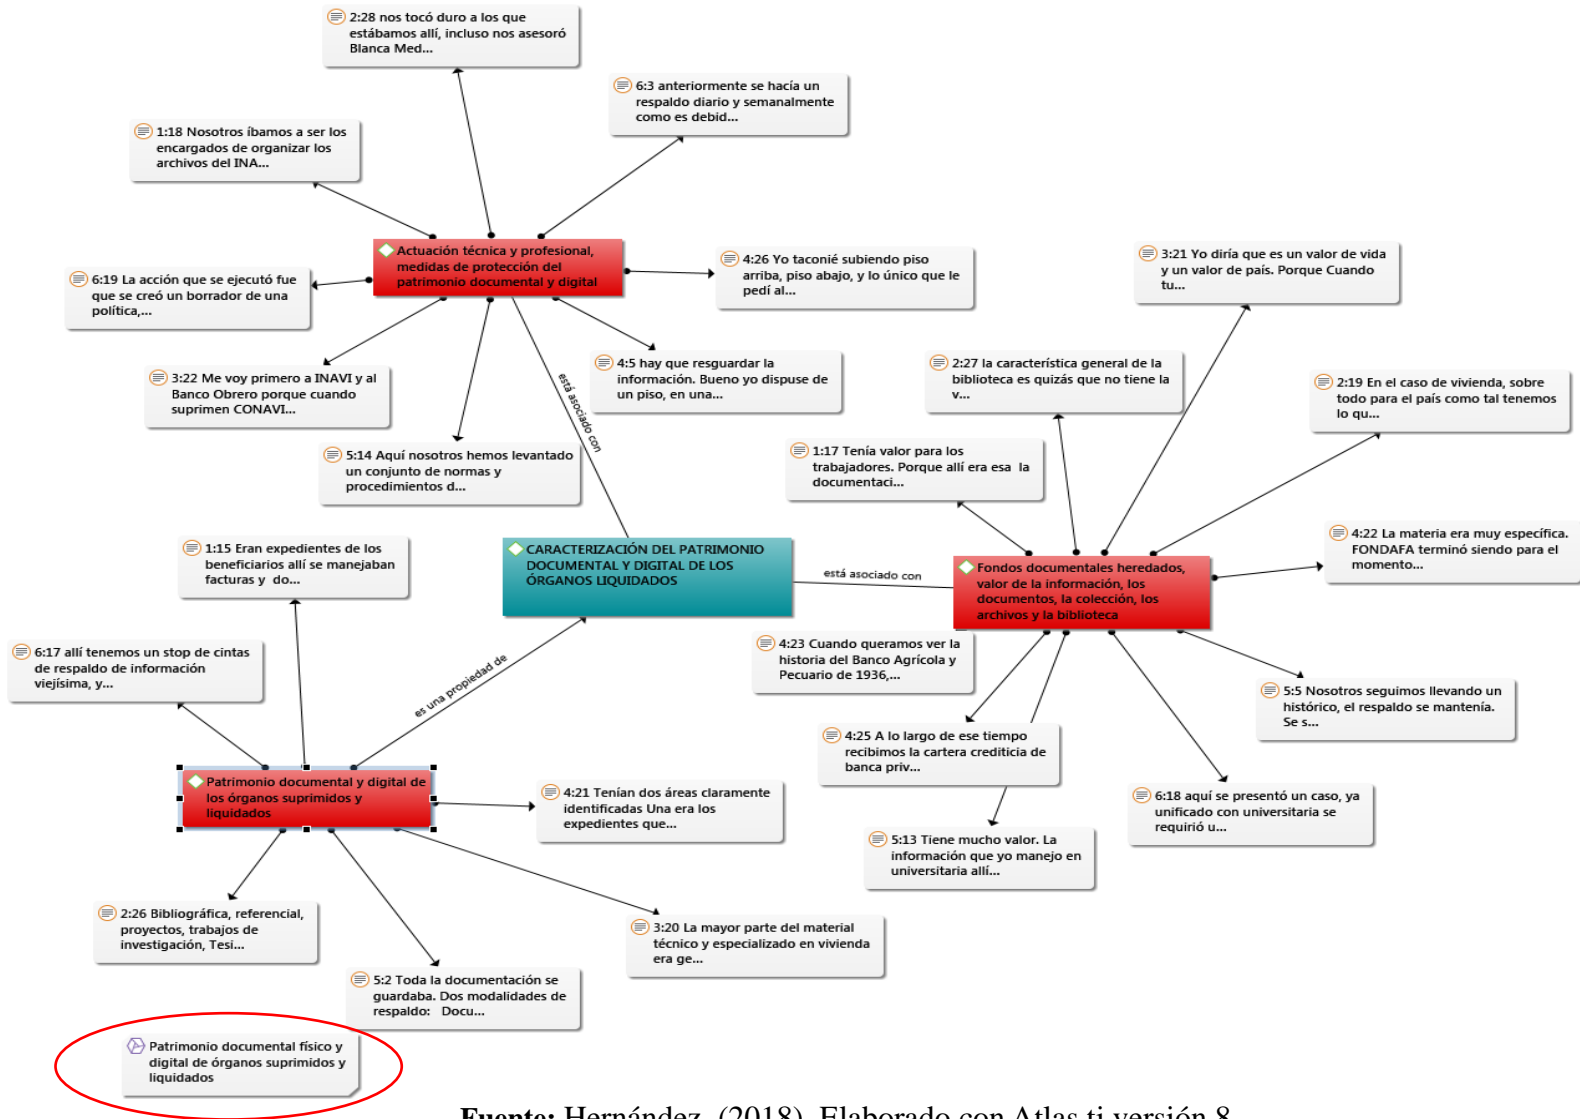 2:28 nos tocó duro a los que
estábamos allí, incluso nos asesoró
Blanca Med...
6:3 anteriormente se hacía un
respaldo diario y semanalmente
como es debid...
1:18 Nosotros íbamos a ser los
encargados de organizar los
archivos del INA...
Actuación técnica y profesional,
medidas de protección del
patrimonio documental y digital
6:19 La acción que se ejecutó fue
que se creó un borrador de una
política,...
4:26 Yo taconié subiendo piso
arriba, piso abajo, y lo único que le
pedí al...
3:21 Yo diría que es un valor de vida
y un valor de país. Porque Cuando
tu...
3:22 Me voy primero a INAVI y al
Banco Obrero porque cuando
suprimen CONAVI...
4:5 hay que resguardar la
información. Bueno yo dispuse de
un piso, en una...
2:27 la característica general de la
biblioteca es quizás que no tiene la
v...
2:19 En el caso de vivienda, sobre
todo para el país como tal tenemos
lo qu...
está asociado con
5:14 Aquí nosotros hemos levantado
un conjunto de normas y
procedimientos d...
1:17 Tenía valor para los
trabajadores. Porque allí era esa la
documentaci...
1:15 Eran expedientes de los
beneficiarios allí se manejaban
facturas y do...
CARACTERIZACIÓN DEL PATRIMONIO
DOCUMENTAL Y DIGITAL DE LOS
ÓRGANOS LIQUIDADOS
está asociado con
Fondos documentales heredados,
valor de la información, los
documentos, la colección, los
archivos y la biblioteca
4:22 La materia era muy específica.
FONDAFA terminó siendo para el
momento...
6:17 allí tenemos un stop de cintas
de respaldo de información
viejísima, y...
es una propiedad de
4:23 Cuando queramos ver la
historia del Banco Agrícola y
Pecuario de 1936,...
5:5 Nosotros seguimos llevando un
histórico, el respaldo se mantenía.
Se s...
4:25 A lo largo de ese tiempo
recibimos la cartera crediticia de
banca priv...
Patrimonio documental y digital de
los órganos suprimidos y
liquidados
4:21 Tenían dos áreas claramente
identificadas Una era los
expedientes que...
6:18 aquí se presentó un caso, ya
unificado con universitaria se
requirió u...
5:13 Tiene mucho valor. La
información que yo manejo en
universitaria allí...
2:26 Bibliográfica, referencial,
proyectos, trabajos de
investigación, Tesi...
3:20 La mayor parte del material
técnico y especializado en vivienda
era ge...
5:2 Toda la documentación se
guardaba. Dos modalidades de
respaldo: Docu...
Patrimonio documental físico y
digital de órganos suprimidos y
liquidados
Fuente: Hernández, (2018). Elaborado con Atlas.ti versión 8